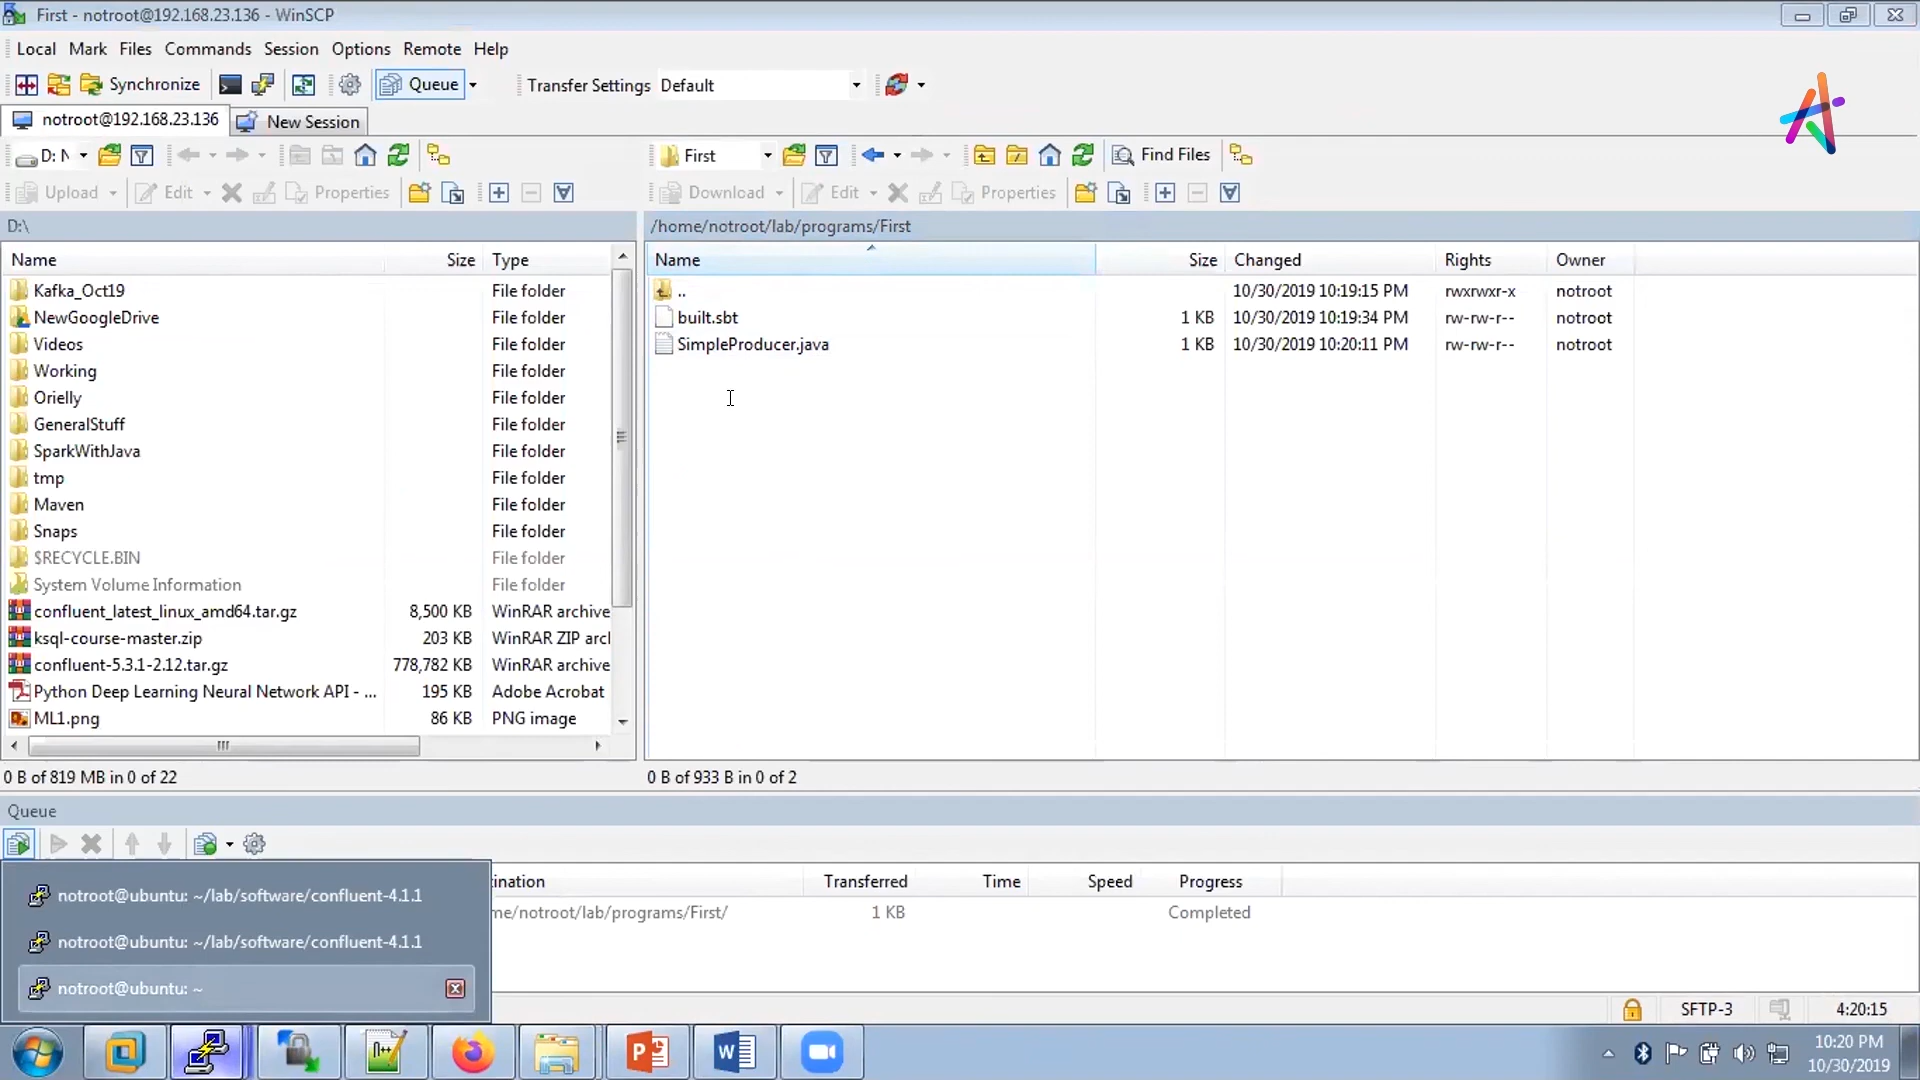 First - notroot@192.168.23.136 - WinSCP
Local Mark Files Commands Session Options Remote Help
Synchronize Queue Transfer Settings Default
notroot@192.168.23.136 New Session
D: N First Find Files
Upload Edit Properties Download Edit Properties
D:\ /home/notroot/lab/programs/First
Name Size Type Name Size Changed Rights Owner
Kafka_Oct19 File folder .. 10/30/2019 10:19:15 PM rwxrwxr-x notroot
NewGoogleDrive File folder built.sbt 1 KB 10/30/2019 10:19:34 PM rw-rw-r-- notroot
Videos File folder SimpleProducer.java 1 KB 10/30/2019 10:20:11 PM rw-rw-r-- notroot
Working File folder
Orielly File folder
GeneralStuff File folder
SparkWithJava File folder
tmp File folder
Maven File folder
Snaps File folder
$RECYCLE.BIN File folder
System Volume Information File folder
confluent_latest_linux_amd64.tar.gz 8,500 KB WinRAR archive
ksql-course-master.zip 203 KB WinRAR ZIP arcl
confluent-5.3.1-2.12.tar.gz 778,782 KB WinRAR archive
Python Deep Learning Neural Network API - ... 195 KB Adobe Acrobat
ML1.png 86 KB PNG image
0 B of 819 MB in 0 of 22 0 B of 933 B in 0 of 2
Queue
ination Transferred Time Speed Progress
notroot@ubuntu: ~/lab/software/confluent-4.1.1
me/notroot/lab/programs/First/ 1 KB Completed
notroot@ubuntu: ~/lab/software/confluent-4.1.1
notroot@ubuntu: ~
SFTP-3 4:20:15
10:20 PM
10/30/2019